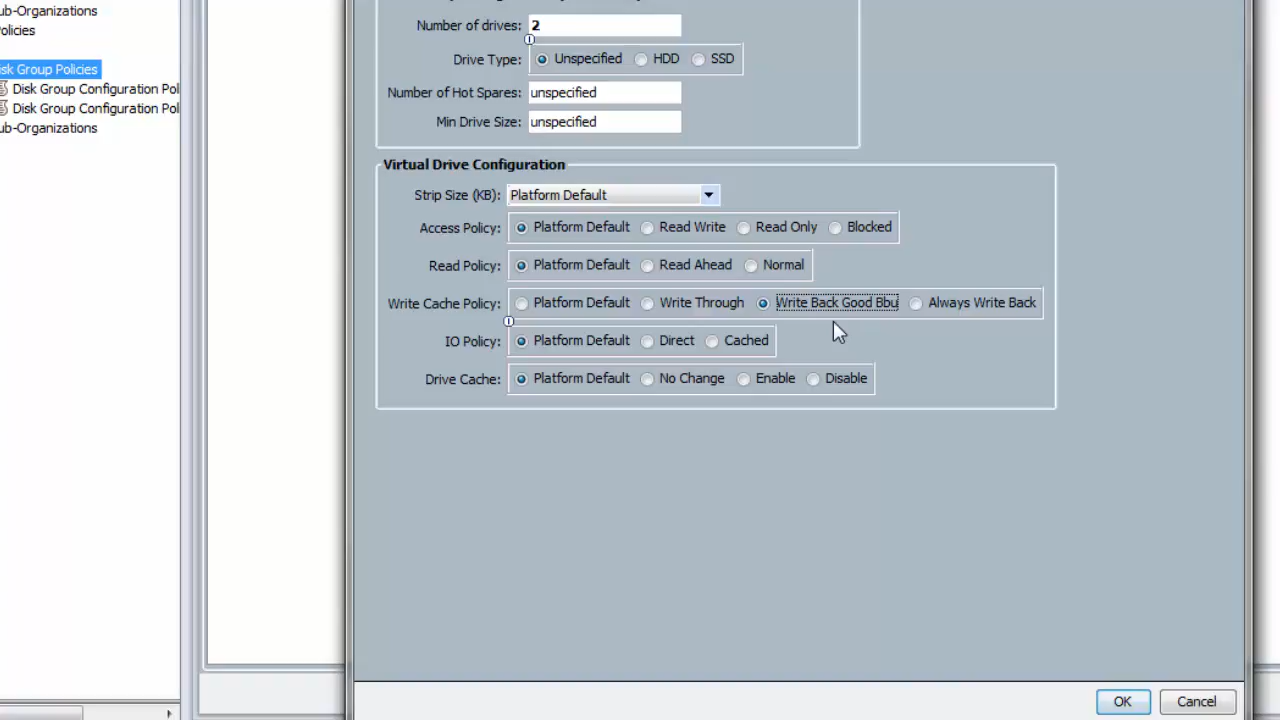 ub-Organizations
olicies
isk Group Policies
Disk Group Configuration Pol
Disk Group Configuration Pol
ub-Organizations
Number of drives: 2
Drive Type: Unspecified HDD SSD
Number of Hot Spares: unspecified
Min Drive Size: unspecified
Virtual Drive Configuration
Strip Size (KB): Platform Default
Access Policy: Platform Default Read Write Read Only Blocked
Read Policy: Platform Default Read Ahead Normal
Write Cache Policy: Platform Default Write Through Write Back Good Bbu Always Write Back
IO Policy: Platform Default Direct Cached
Drive Cache: Platform Default No Change Enable Disable
OK Cancel